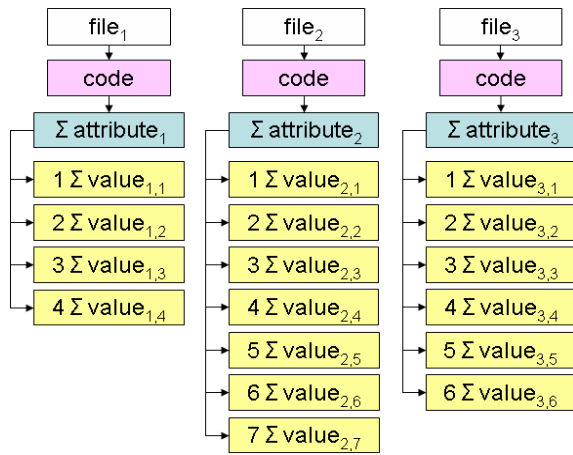 file₁
code
Σ attribute₁
1 Σ value₁,₁
2 Σ value₁,₂
3 Σ value₁,₃
4 Σ value₁,₄
file₂
code
Σ attribute₂
1 Σ value₂,₁
2 Σ value₂,₂
3 Σ value₂,₃
4 Σ value₂,₄
5 Σ value₂,₅
6 Σ value₂,₆
7 Σ value₂,₇
file₃
code
Σ attribute₃
1 Σ value₃,₁
2 Σ value₃,₂
3 Σ value₃,₃
4 Σ value₃,₄
5 Σ value₃,₅
6 Σ value₃,₆